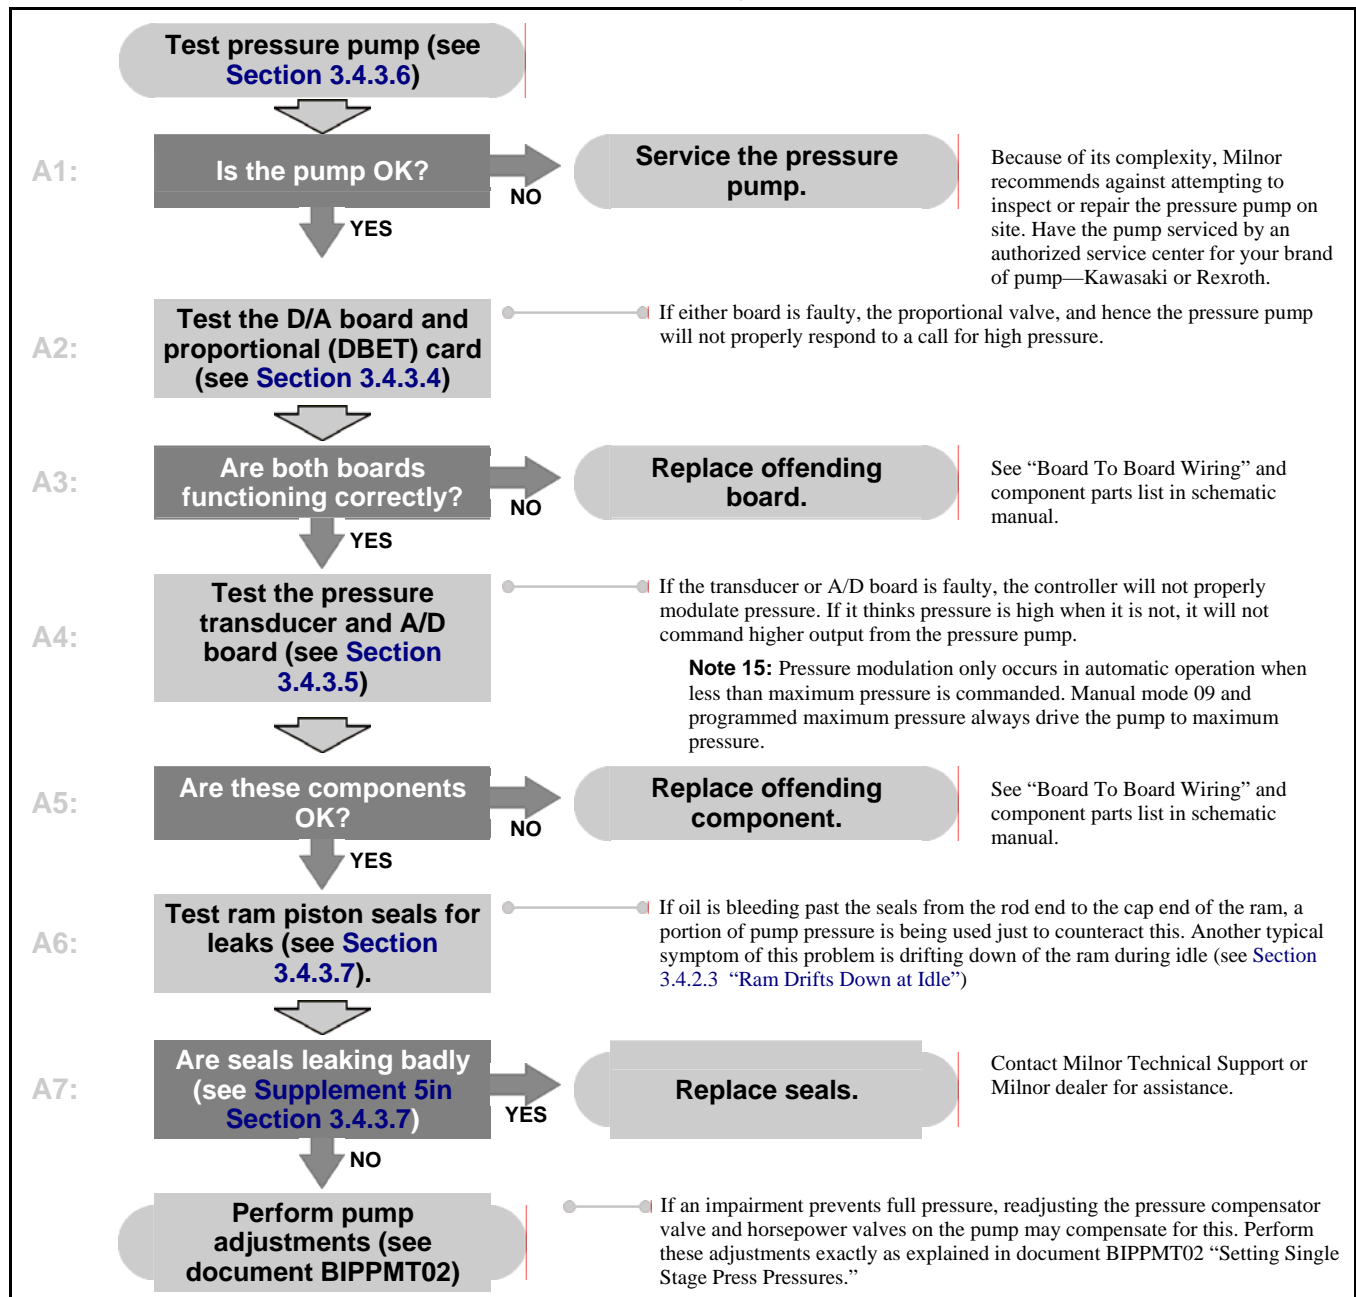 Test pressure pump (see
Section 3.4.3.6)
A1:
Is the pump OK?
NO
YES
Service the pressure
pump.
Because of its complexity, Milnor
recommends against attempting to
inspect or repair the pressure pump on
site. Have the pump serviced by an
authorized service center for your brand
of pump—Kawasaki or Rexroth.
A2:
Test the D/A board and
proportional (DBET) card
(see Section 3.4.3.4)
If either board is faulty, the proportional valve, and hence the pressure pump
will not properly respond to a call for high pressure.
A3:
Are both boards
functioning correctly?
NO
YES
Replace offending
board.
See “Board To Board Wiring” and
component parts list in schematic
manual.
A4:
Test the pressure
transducer and A/D
board (see Section
3.4.3.5)
If the transducer or A/D board is faulty, the controller will not properly
modulate pressure. If it thinks pressure is high when it is not, it will not
command higher output from the pressure pump.
Note 15: Pressure modulation only occurs in automatic operation when
less than maximum pressure is commanded. Manual mode 09 and
programmed maximum pressure always drive the pump to maximum
pressure.
A5:
Are these components
OK?
NO
YES
Replace offending
component.
See “Board To Board Wiring” and
component parts list in schematic
manual.
A6:
Test ram piston seals for
leaks (see Section
3.4.3.7).
If oil is bleeding past the seals from the rod end to the cap end of the ram, a
portion of pump pressure is being used just to counteract this. Another typical
symptom of this problem is drifting down of the ram during idle (see Section
3.4.2.3 “Ram Drifts Down at Idle”)
A7:
Are seals leaking badly
(see Supplement 5in
Section 3.4.3.7)
YES
NO
Replace seals.
Contact Milnor Technical Support or
Milnor dealer for assistance.
Perform pump
adjustments (see
document BIPPMT02)
If an impairment prevents full pressure, readjusting the pressure compensator
valve and horsepower valves on the pump may compensate for this. Perform
these adjustments exactly as explained in document BIPPMT02 “Setting Single
Stage Press Pressures.”